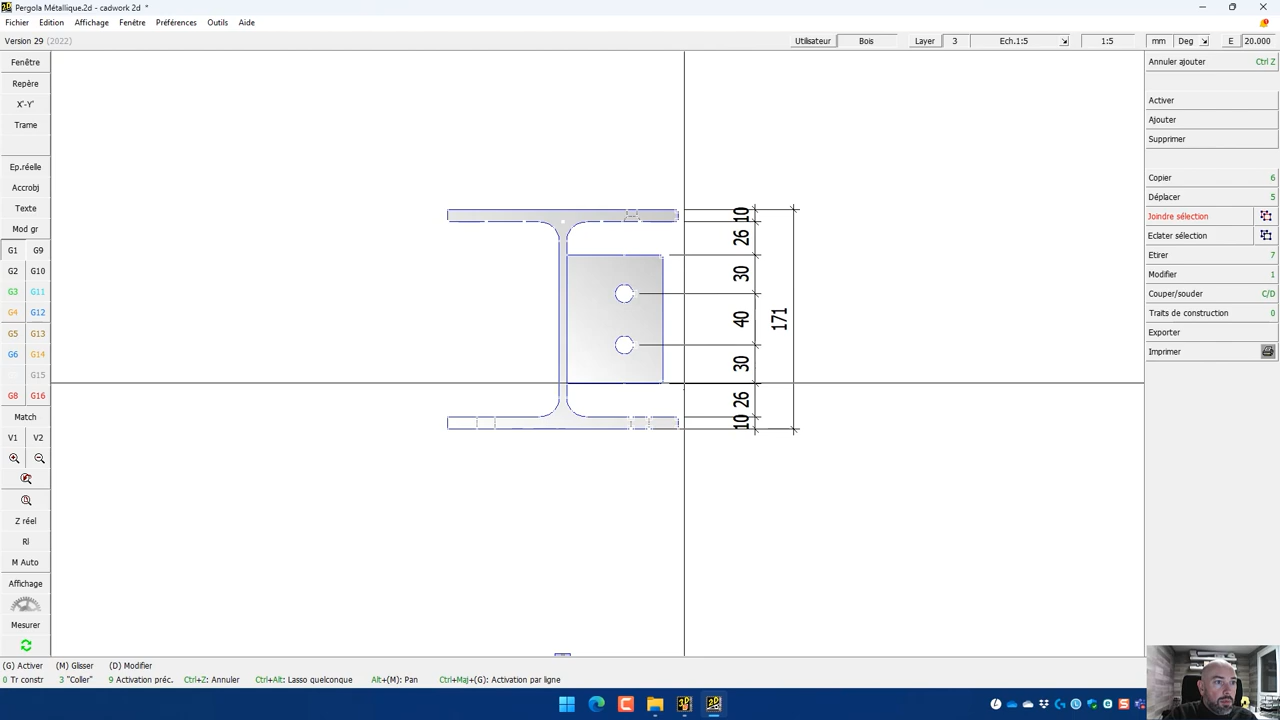 Pergola Métallique.2d - cadwork 2d *
Fichier Edition Affichage Fenêtre Préférences Outils Aide
Version 29 (2022) Utilisateur Bois Layer 3 Ech.1:5 1:5 mm Deg E 20.000
Fenêtre
Repère
X'-Y'
Trame
Ep.réelle
Accrobj
Texte
Mod gr
G1 G9
G2 G10
G3 G11
G4 G12
G5 G13
G6 G14
G15
G8 G16
Match
V1 V2
Z réel
Rl
M Auto
Affichage
Mesurer
10
26
30
40
30
26
10
171
Annuler ajouter Ctrl Z
Activer
Ajouter
Supprimer
Copier 6
Déplacer 5
Joindre sélection
Eclater sélection
Etirer 7
Modifier 1
Couper/souder C/D
Traits de construction 0
Exporter
Imprimer
(G) Activer (M) Glisser (D) Modifier
0 Tr constr 3 "Coller" 9 Activation préc. Ctrl+Z: Annuler Ctrl+Alt: Lasso quelconque Alt+(M): Pan Ctrl+Maj+(G): Activation par ligne